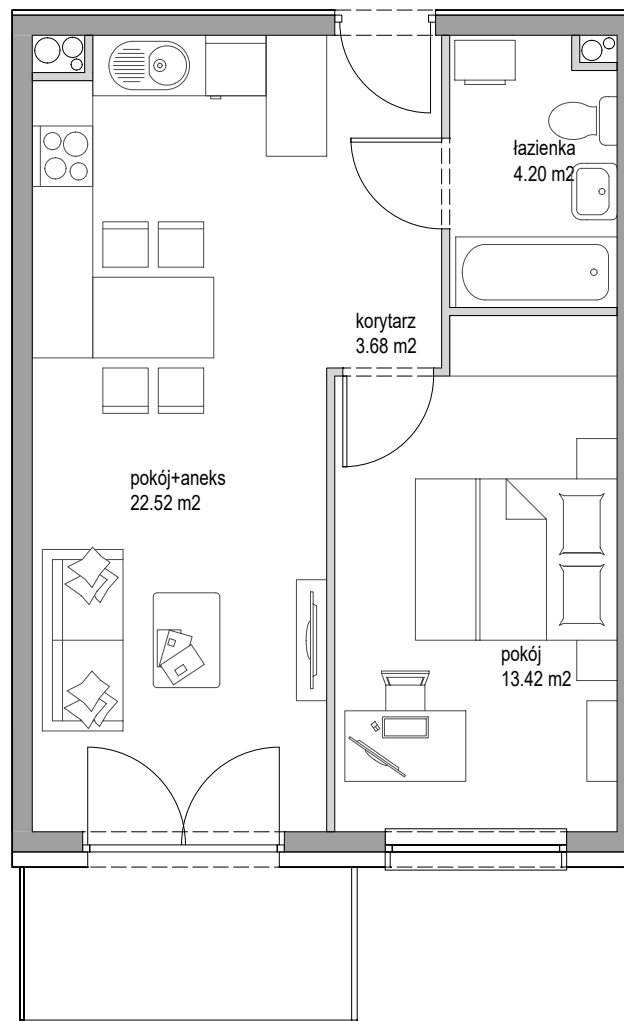 łazienka
4.20 m2
korytarz
3.68 m2
pokój+aneks
22.52 m2
pokój
13.42 m2